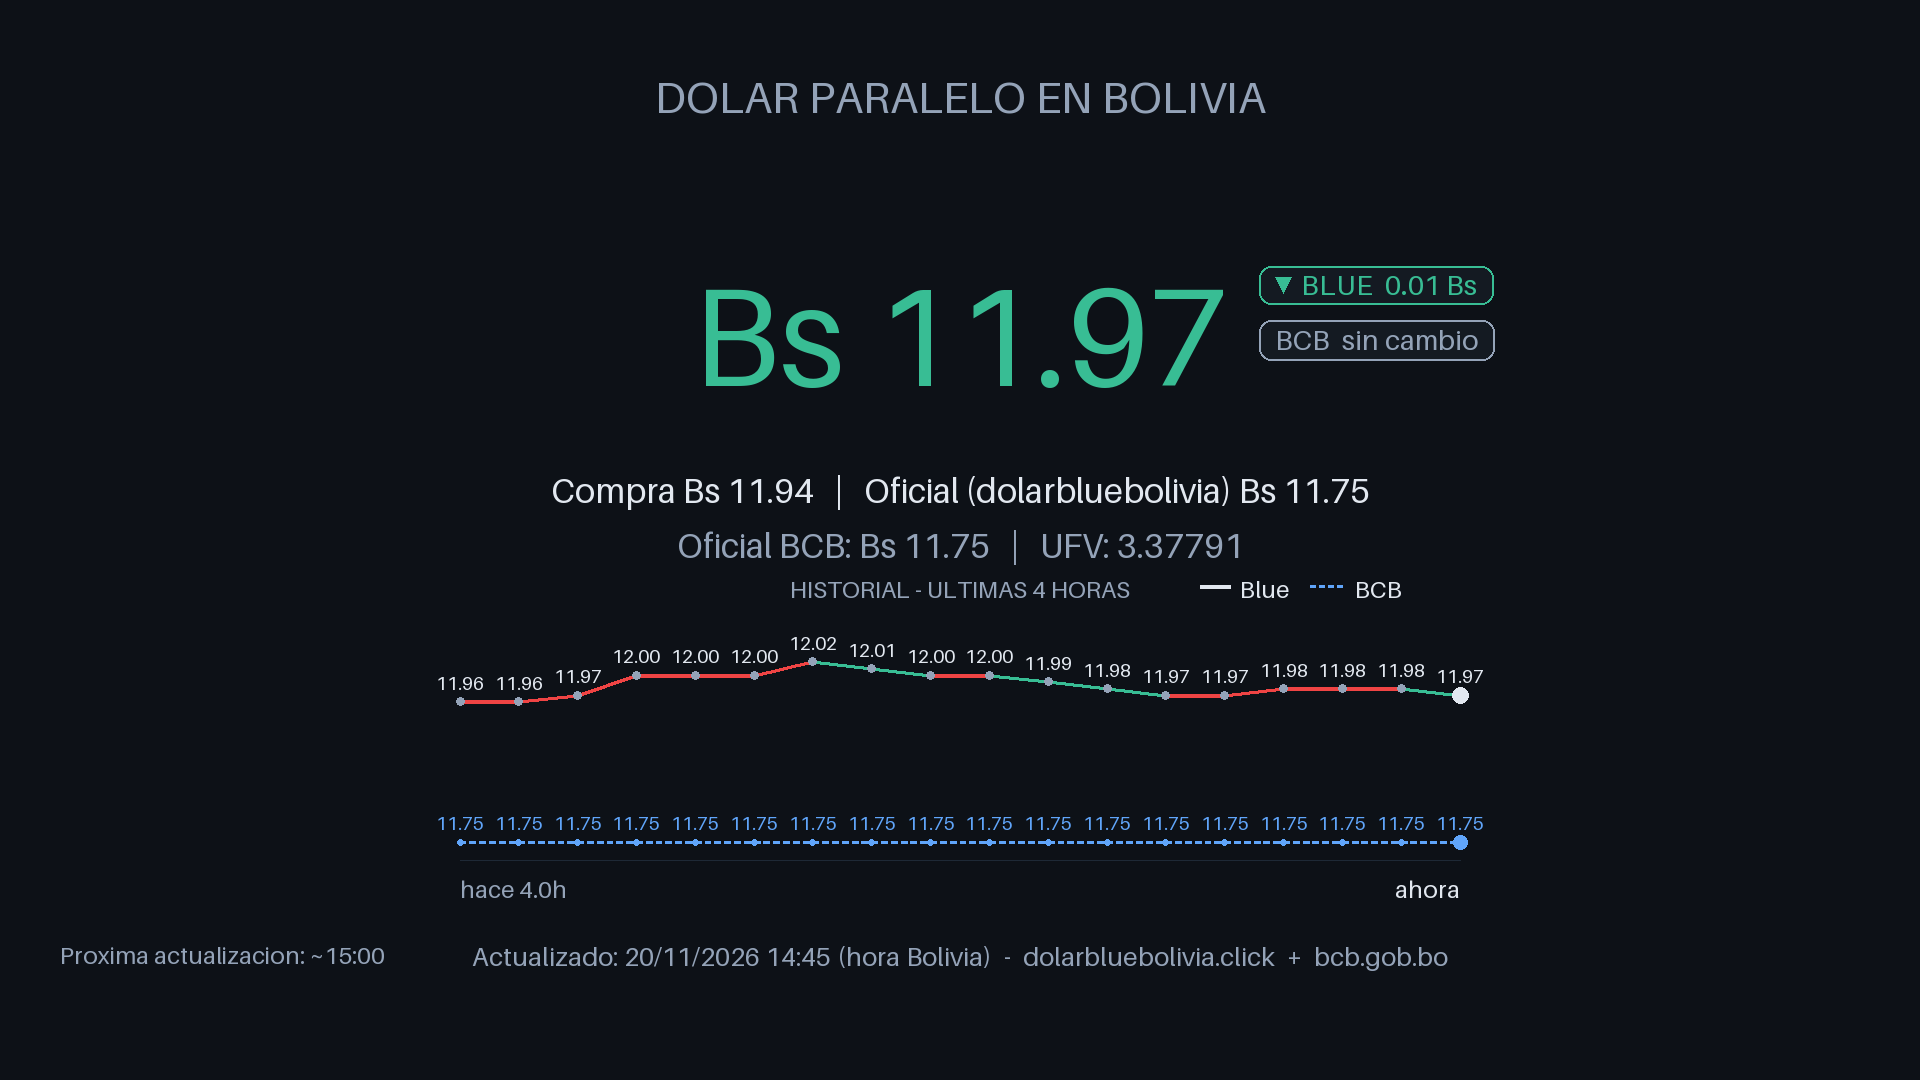 DOLAR PARALELO EN BOLIVIA
Bs 11.97
▼ BLUE 0.01 Bs
BCB sin cambio
Compra Bs 11.94 | Oficial (dolarbluebolivia) Bs 11.75
Oficial BCB: Bs 11.75 | UFV: 3.37791
HISTORIAL - ULTIMAS 4 HORAS Blue BCB
11.96 11.96 11.97 12.00 12.00 12.00 12.02 12.01 12.00 12.00 11.99 11.98 11.97 11.97 11.98 11.98 11.98 11.97
11.75 11.75 11.75 11.75 11.75 11.75 11.75 11.75 11.75 11.75 11.75 11.75 11.75 11.75 11.75 11.75 11.75 11.75
hace 4.0h ahora
Proxima actualizacion: ~15:00 Actualizado: 20/11/2026 14:45 (hora Bolivia) - dolarbluebolivia.click + bcb.gob.bo